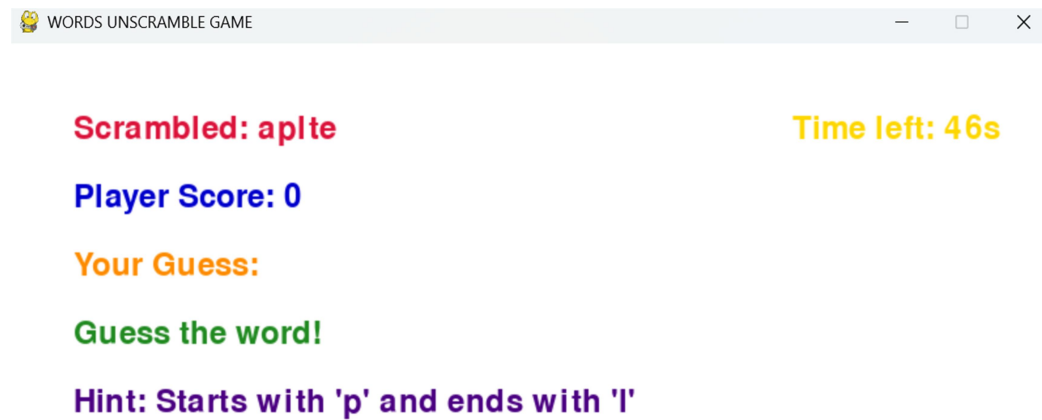 WORDS UNSCRAMBLE GAME
Scrambled: aplte
Time left: 46s
Player Score: 0
Your Guess:
Guess the word!
Hint: Starts with 'p' and ends with 'l'